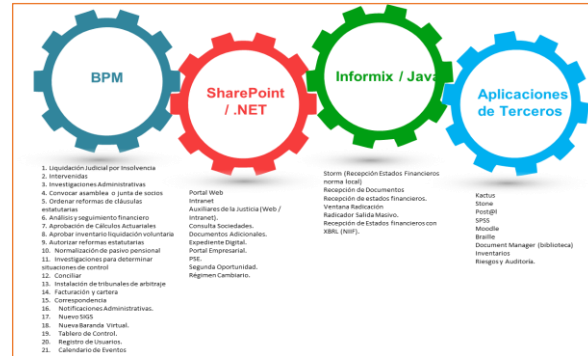 BPM
SharePoint
/ .NET
Informix / Java
Aplicaciones
de Terceros
1. Liquidación Judicial por Insolvencia
2. Intervenidas
3. Investigaciones Administrativas
4. Convocar asamblea o junta de socios
5. Ordenar reformas de cláusulas
estatutarias
6. Análisis y seguimiento financiero
7. Aprobación de Cálculos Actuariales
8. Aprobar inventario liquidación voluntaria
9. Autorizar reformas estatutarias
10. Normalización de pasivo pensional
11. Investigaciones para determinar
situaciones de control
12. Conciliar
13. Instalación de tribunales de arbitraje
14. Facturación y cartera
15. Correspondencia
16. Notificaciones Administrativas.
17. Nuevo SIGS
18. Nueva Baranda Virtual.
19. Tablero de Control.
20. Registro de Usuarios.
21. Calendario de Eventos
Portal Web
Intranet
Auxiliares de la Justicia (Web /
Intranet).
Consulta Sociedades.
Documentos Adicionales.
Expediente Digital.
Portal Empresarial.
PSE.
Segunda Oportunidad.
Régimen Cambiario.
Storm (Recepción Estados Financieros
norma local)
Recepción de Documentos
Recepción de estados financieros.
Ventana Radicación
Radicador Salida Masivo.
Recepción de Estados financieros con
XBRL (NIIF).
Kactus
Stone
Post@l
SPSS
Moodle
Braille
Document Manager (biblioteca)
Inventarios
Riesgos y Auditoría.